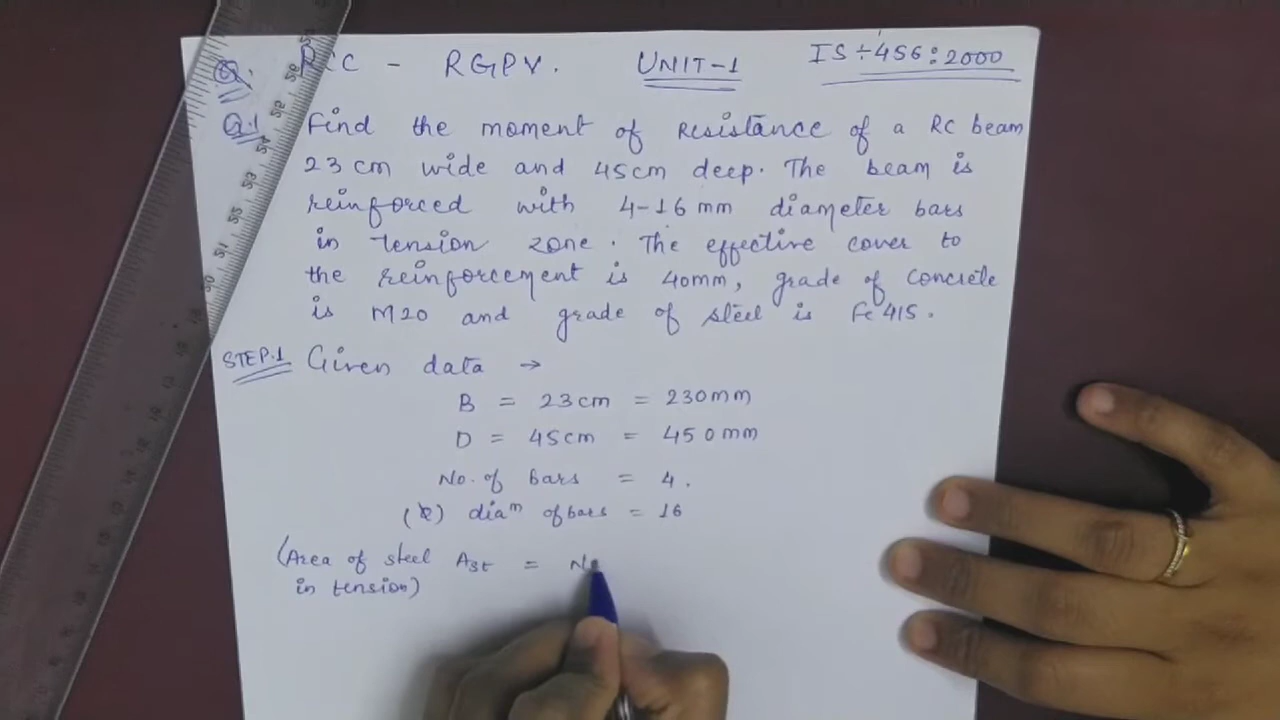 Q. RCC - RGPV. UNIT-1 IS÷456:2000
Q.1 Find the moment of resistance of a RC beam
23 cm wide and 45cm deep. The beam is
reinforced with 4-16 mm diameter bars
in tension zone. The effective cover to
the reinforcement is 40mm, grade of concrete
is M20 and grade of steel is Fe 415.
STEP.1 Given data →
B = 23cm = 230mm
D = 45cm = 450mm
No. of bars = 4.
diam of bars = 16
(Area of steel Ast = No
in tension)